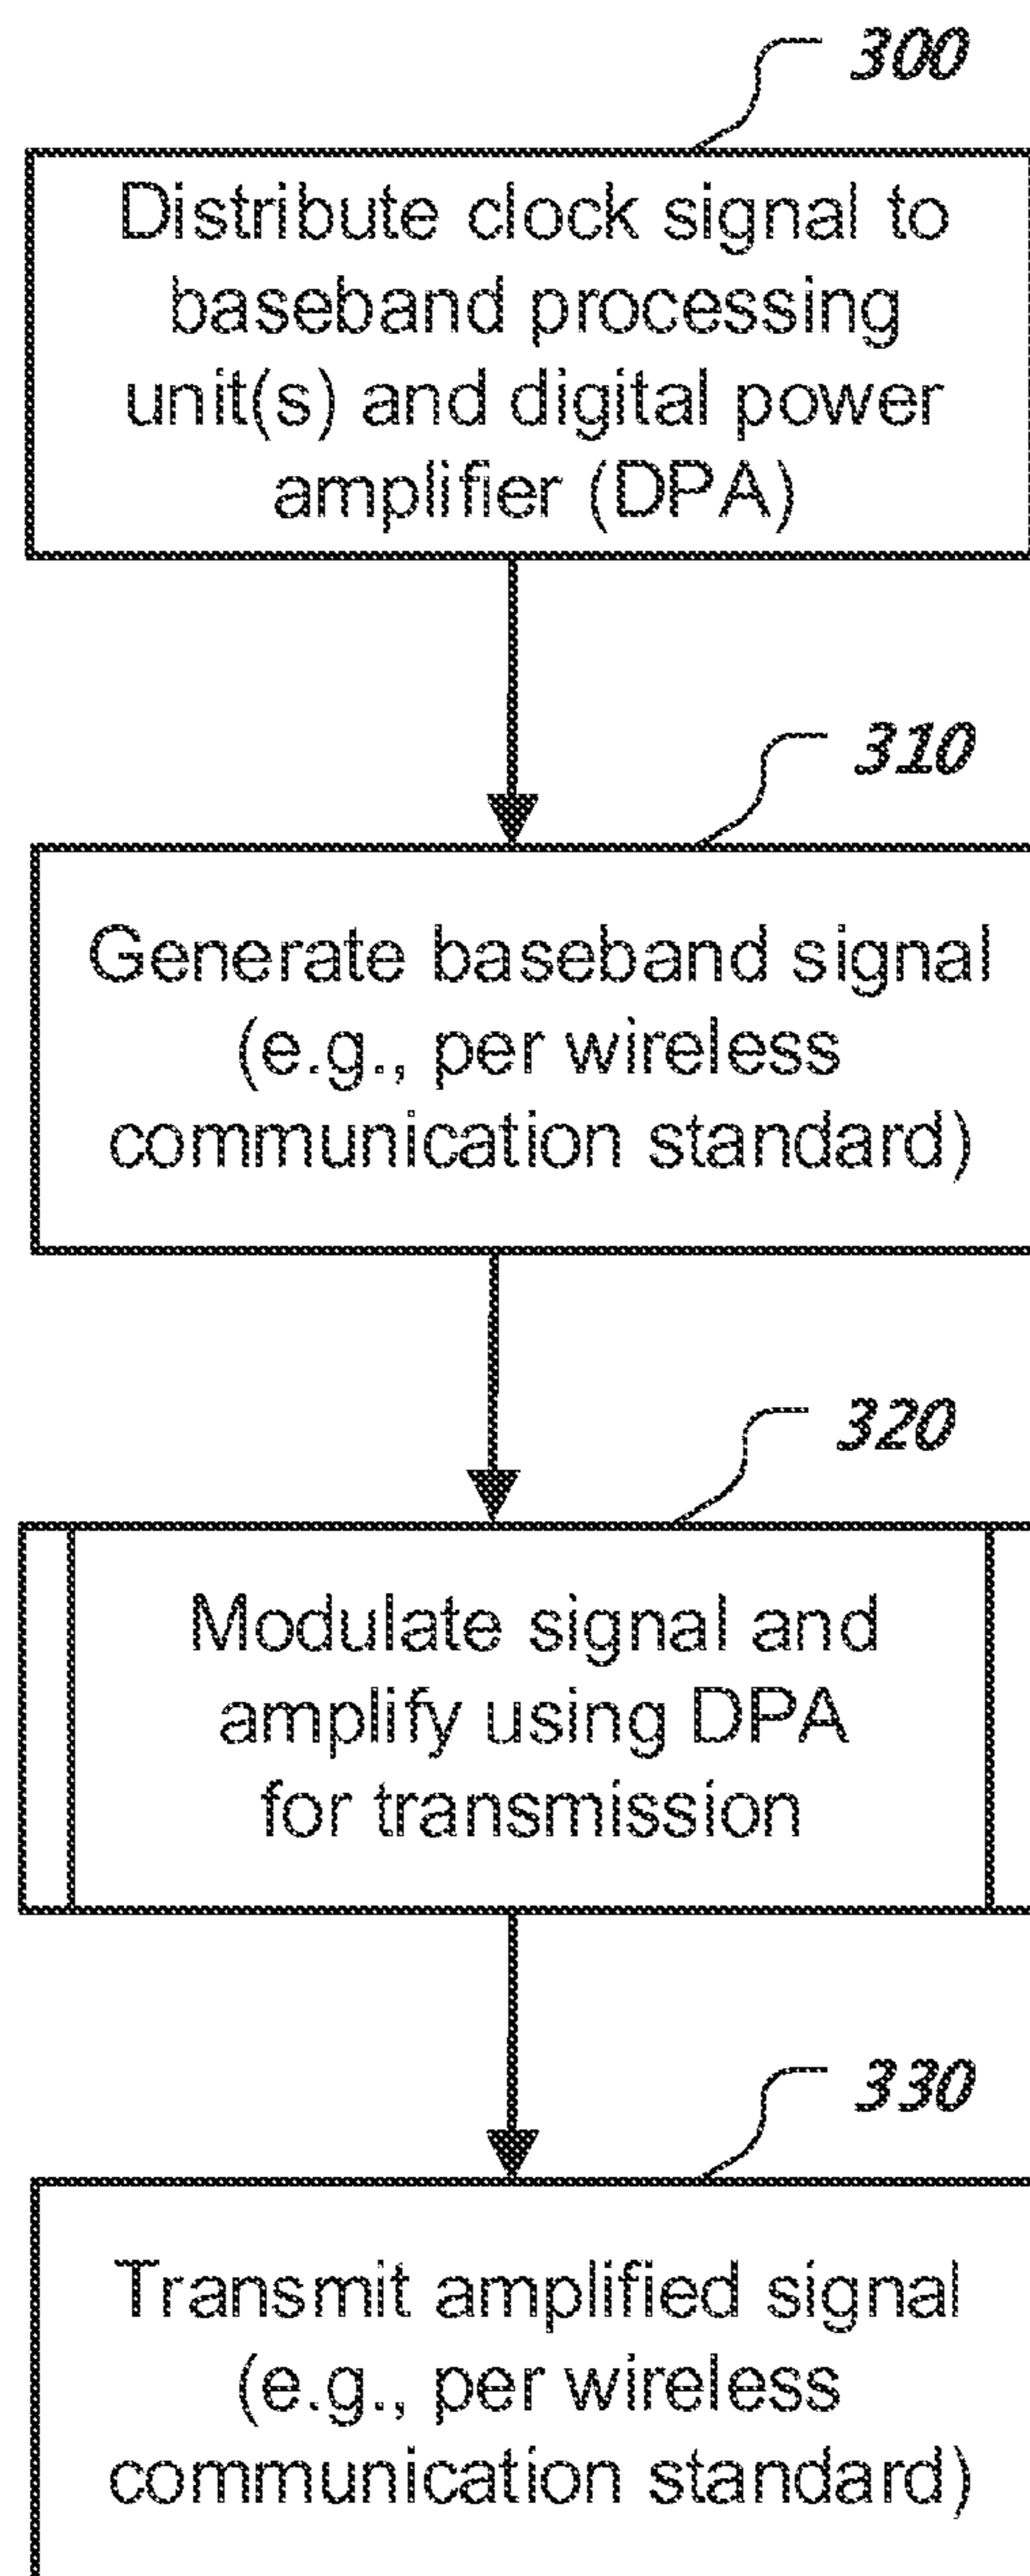 300
Distribute clock signal to
baseband processing
unit(s) and digital power
amplifier (DPA)
310
Generate baseband signal
(e.g., per wireless
communication standard)
320
Modulate signal and
amplify using DPA
for transmission
330
Transmit amplified signal
(e.g., per wireless
communication standard)